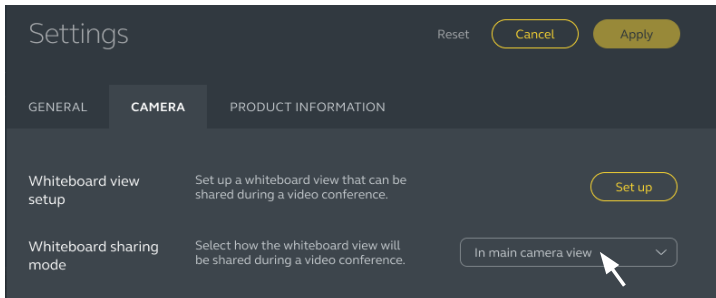 Settings
Reset
Cancel
Apply
GENERAL
CAMERA
PRODUCT INFORMATION
Whiteboard view
setup
Set up a whiteboard view that can be
shared during a video conference.
Set up
Whiteboard sharing
mode
Select how the whiteboard view will
be shared during a video conference.
In main camera view